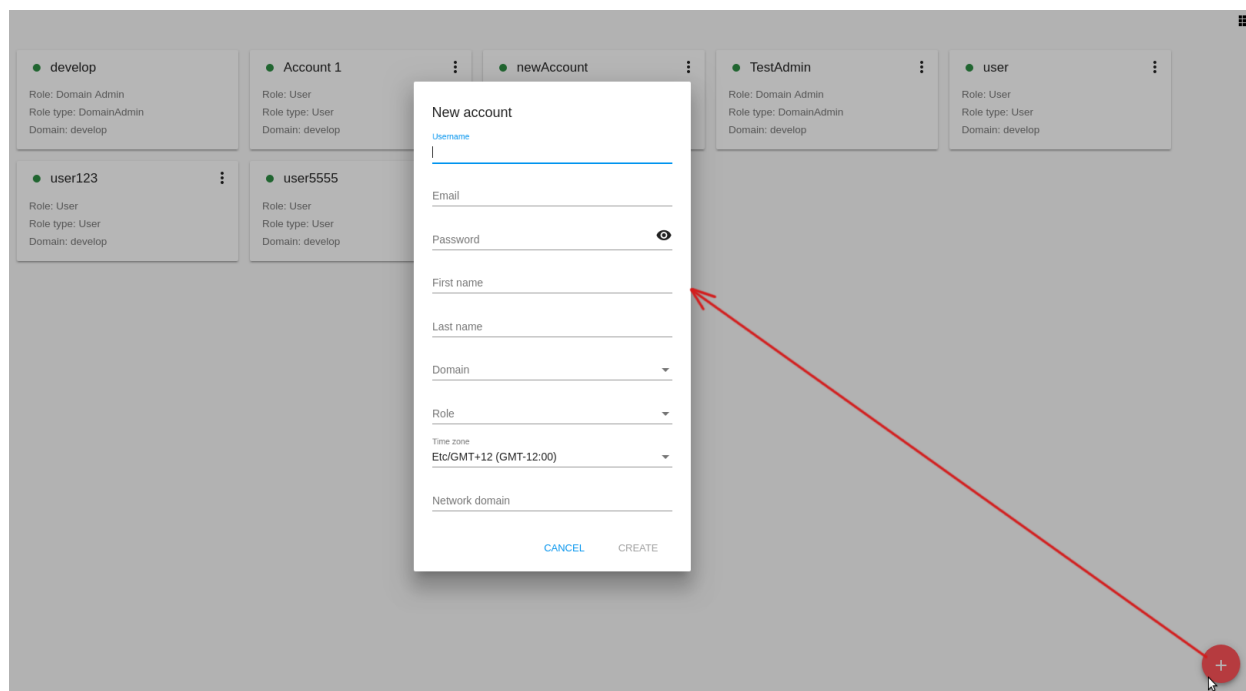 develop
Role: Domain Admin
Role type: DomainAdmin
Domain: develop
Account 1
Role: User
Role type: User
Domain: develop
newAccount
TestAdmin
Role: Domain Admin
Role type: DomainAdmin
Domain: develop
user
Role: User
Role type: User
Domain: develop
user123
Role: User
Role type: User
Domain: develop
user5555
Role: User
Role type: User
Domain: develop
New account
Username
Email
Password
First name
Last name
Domain
Role
Time zone
Etc/GMT+12 (GMT-12:00)
Network domain
CANCEL CREATE